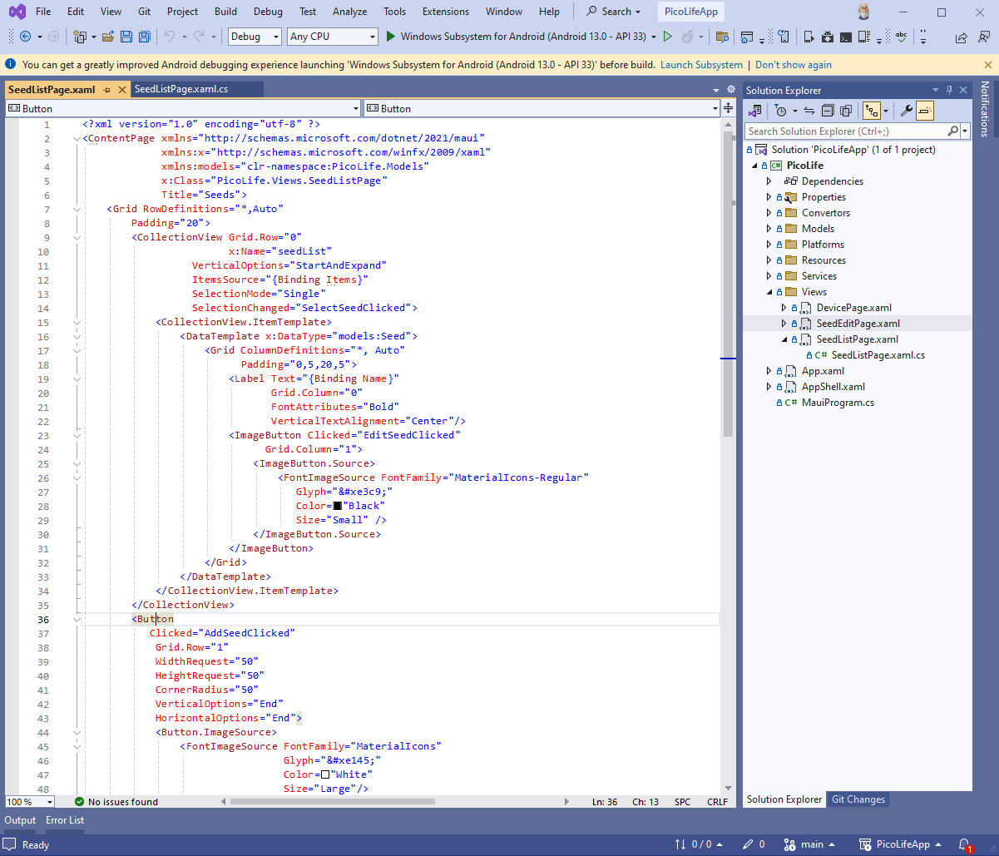 File Edit View Git Project Build Debug Test Analyze Tools Extensions Window Help Search PicoLifeApp
Debug Any CPU Windows Subsystem for Android (Android 13.0 - API 33)
You can get a greatly improved Android debugging experience launching 'Windows Subsystem for Android (Android 13.0 - API 33)' before build. Launch Subsystem | Don't show again
SeedListPage.xaml SeedListPage.xaml.cs
Button Button
1 <?xml version="1.0" encoding="utf-8" ?>
2 <ContentPage xmlns="http://schemas.microsoft.com/dotnet/2021/maui"
3 xmlns:x="http://schemas.microsoft.com/winfx/2009/xaml"
4 xmlns:models="clr-namespace:PicoLife.Models"
5 x:Class="PicoLife.Views.SeedListPage"
6 Title="Seeds">
7 <Grid RowDefinitions="*,Auto"
8 Padding="20">
9 <CollectionView Grid.Row="0"
10 x:Name="seedList"
11 VerticalOptions="StartAndExpand"
12 ItemsSource="{Binding Items}"
13 SelectionMode="Single"
14 SelectionChanged="SelectSeedClicked">
15 <CollectionView.ItemTemplate>
16 <DataTemplate x:DataType="models:Seed">
17 <Grid ColumnDefinitions="*, Auto"
18 Padding="0,5,20,5">
19 <Label Text="{Binding Name}"
20 Grid.Column="0"
21 FontAttributes="Bold"
22 VerticalTextAlignment="Center"/>
23 <ImageButton Clicked="EditSeedClicked"
24 Grid.Column="1">
25 <ImageButton.Source>
26 <FontImageSource FontFamily="MaterialIcons-Regular"
27 Glyph="&#xe3c9;"
28 Color="Black"
29 Size="Small" />
30 </ImageButton.Source>
31 </ImageButton>
32 </Grid>
33 </DataTemplate>
34 </CollectionView.ItemTemplate>
35 </CollectionView>
36 <Button
37 Clicked="AddSeedClicked"
38 Grid.Row="1"
39 WidthRequest="50"
40 HeightRequest="50"
41 CornerRadius="50"
42 VerticalOptions="End"
43 HorizontalOptions="End">
44 <Button.ImageSource>
45 <FontImageSource FontFamily="MaterialIcons"
46 Glyph="&#xe145;"
47 Color="White"
48 Size="Large"/>
100 % No issues found Ln: 36 Ch: 13 SPC CRLF
Solution Explorer
Search Solution Explorer (Ctrl+;)
Solution 'PicoLifeApp' (1 of 1 project)
C# PicoLife
Dependencies
Properties
Convertors
Models
Platforms
Resources
Services
Views
DevicePage.xaml
SeedEditPage.xaml
SeedListPage.xaml
C# SeedListPage.xaml.cs
App.xaml
AppShell.xaml
C# MauiProgram.cs
Solution Explorer Git Changes
Notifications
Output Error List
Ready 0 / 0 0 main PicoLifeApp 1